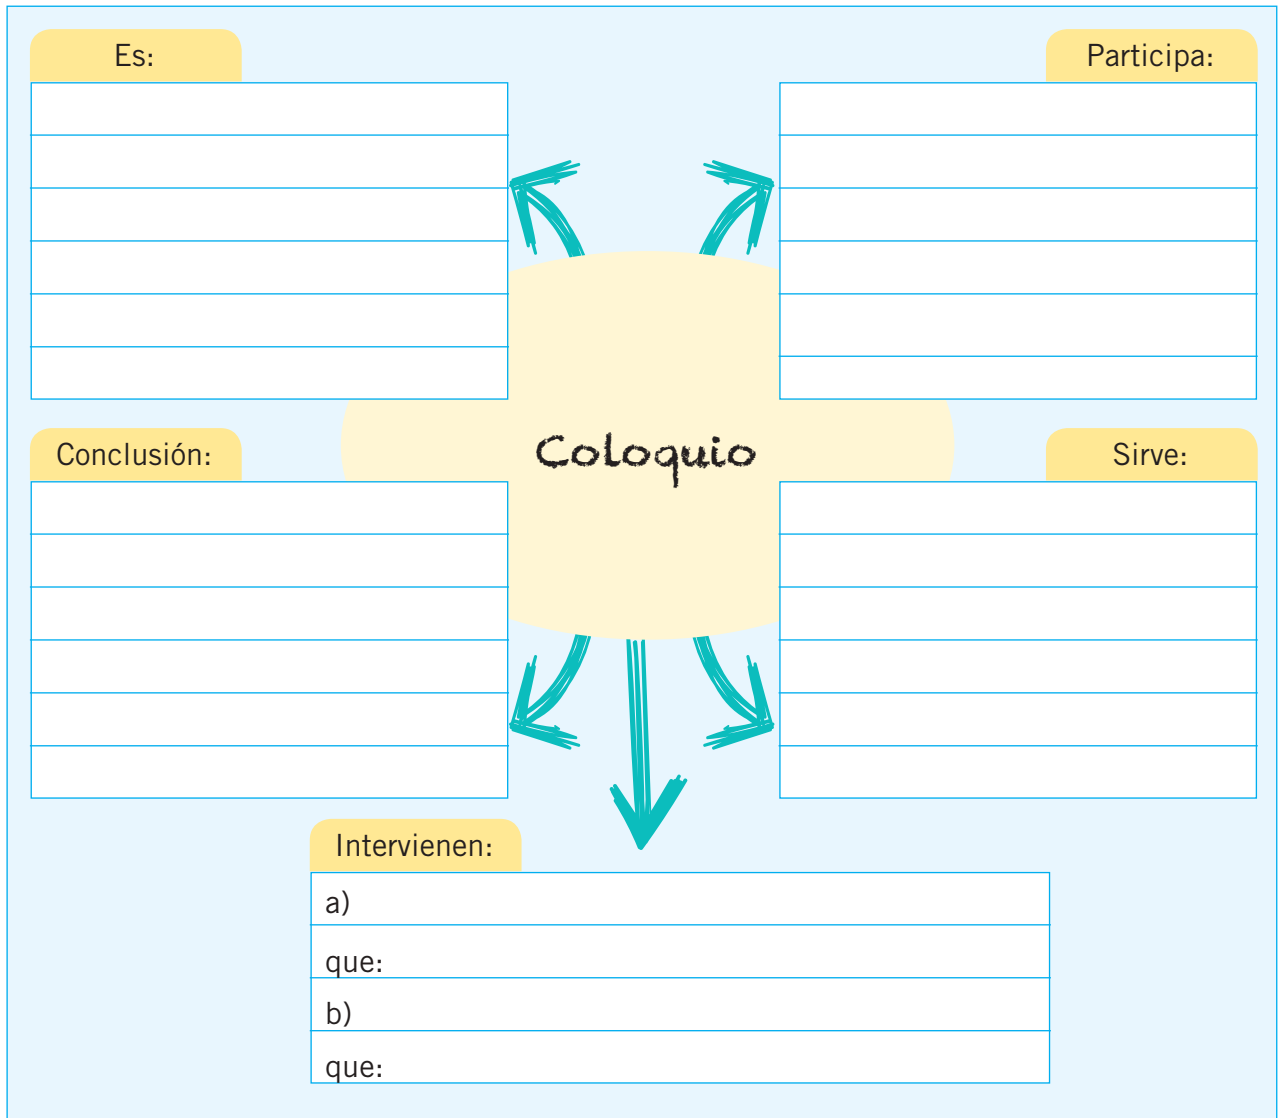 Es:
Participa:
Coloquio
Conclusión:
Sirve:
Intervienen:
a)
que:
b)
que: